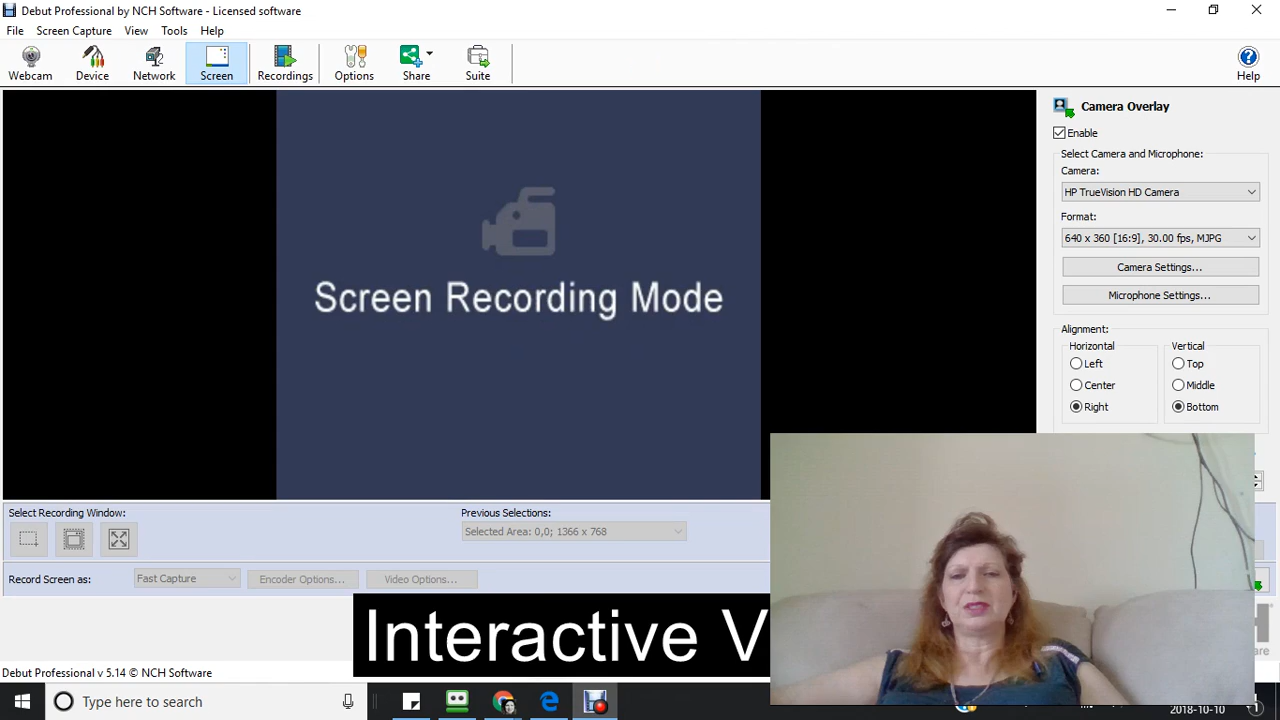 Debut Professional by NCH Software - Licensed software
File Screen Capture View Tools Help
Webcam Device Network Screen Recordings Options Share Suite Help
Screen Recording Mode
Camera Overlay
Enable
Select Camera and Microphone:
Camera:
HP TrueVision HD Camera
Format:
640 x 360 [16:9], 30.00 fps, MJPG
Camera Settings...
Microphone Settings...
Alignment:
Horizontal Vertical
Left Top
Center Middle
Right Bottom
Select Recording Window: Previous Selections:
Selected Area: 0,0; 1366 x 768
Record Screen as: Fast Capture Encoder Options... Video Options...
Interactive V
Debut Professional v 5.14 © NCH Software
Type here to search
2018-10-10